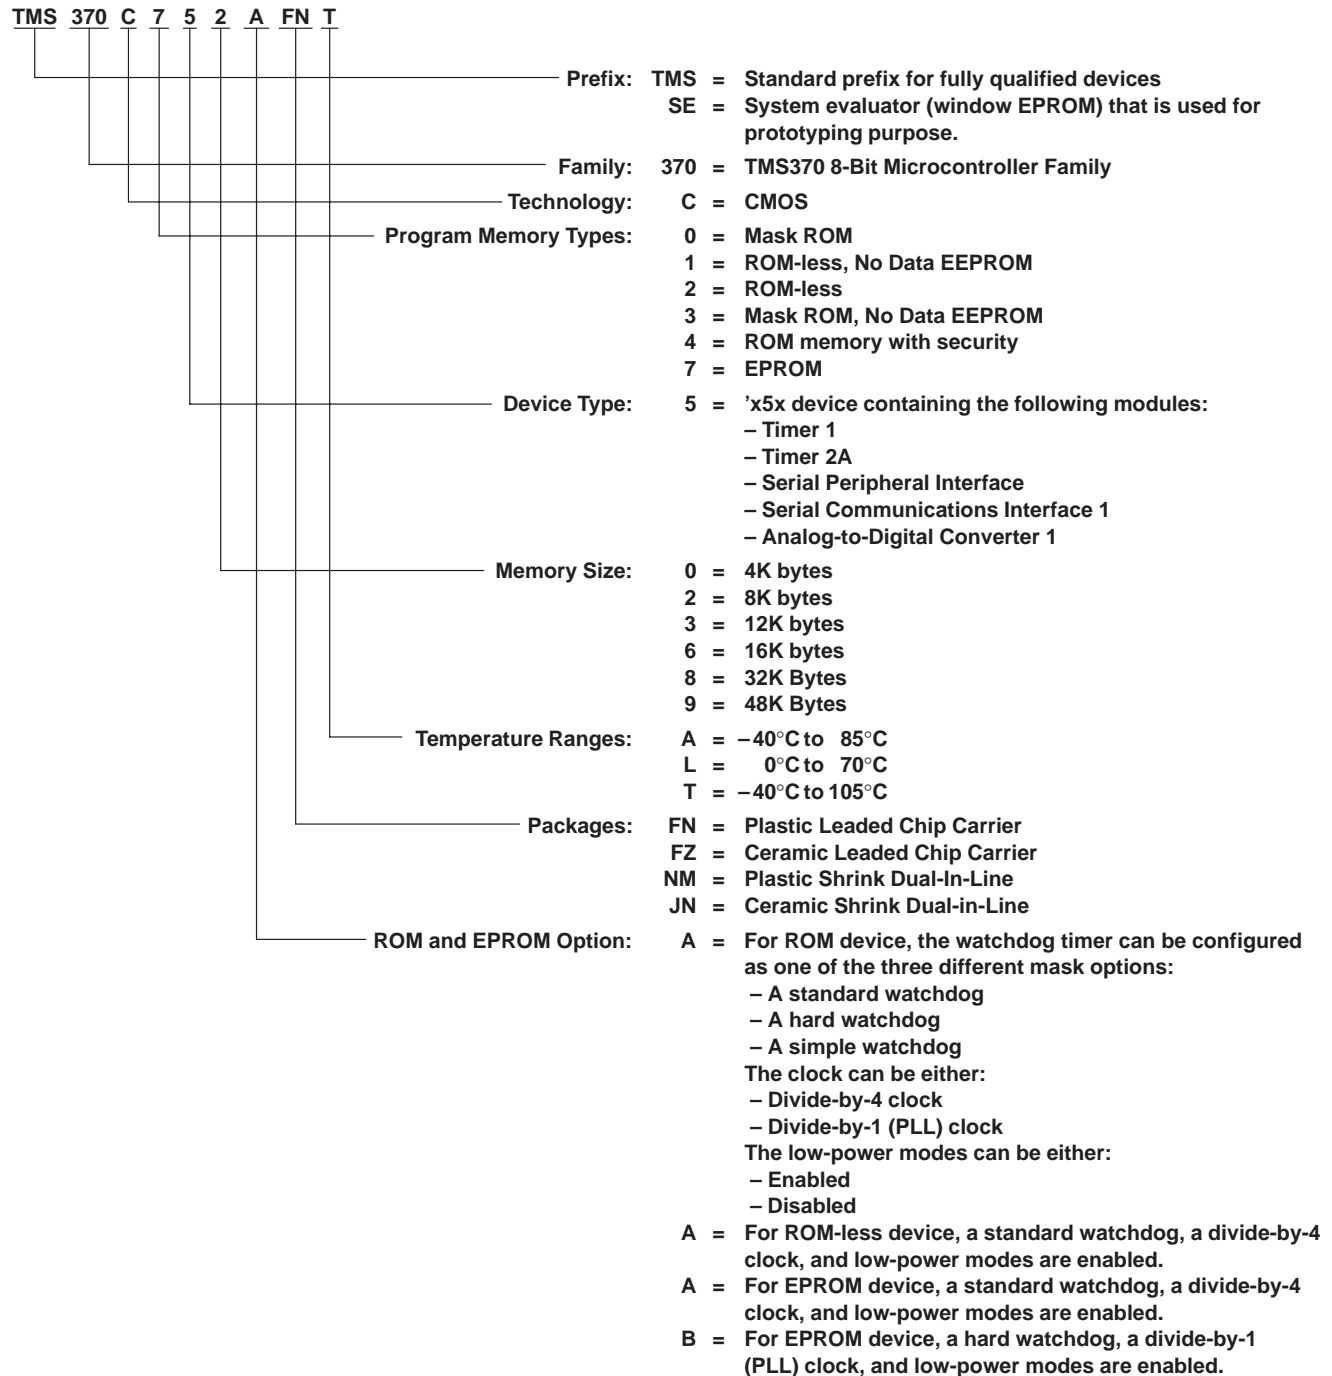 TMS 370 C 7 5 2 A FN T
Prefix: TMS = Standard prefix for fully qualified devices
SE = System evaluator (window EPROM) that is used for
prototyping purpose.
Family: 370 = TMS370 8-Bit Microcontroller Family
Technology: C = CMOS
Program Memory Types: 0 = Mask ROM
1 = ROM-less, No Data EEPROM
2 = ROM-less
3 = Mask ROM, No Data EEPROM
4 = ROM memory with security
7 = EPROM
Device Type: 5 = ’x5x device containing the following modules:
– Timer 1
– Timer 2A
– Serial Peripheral Interface
– Serial Communications Interface 1
– Analog-to-Digital Converter 1
Memory Size: 0 = 4K bytes
2 = 8K bytes
3 = 12K bytes
6 = 16K bytes
8 = 32K Bytes
9 = 48K Bytes
Temperature Ranges: A = –40°C to 85°C
L = 0°C to 70°C
T = –40°C to 105°C
Packages: FN = Plastic Leaded Chip Carrier
FZ = Ceramic Leaded Chip Carrier
NM = Plastic Shrink Dual-In-Line
JN = Ceramic Shrink Dual-in-Line
ROM and EPROM Option: A = For ROM device, the watchdog timer can be configured
as one of the three different mask options:
– A standard watchdog
– A hard watchdog
– A simple watchdog
The clock can be either:
– Divide-by-4 clock
– Divide-by-1 (PLL) clock
The low-power modes can be either:
– Enabled
– Disabled
A = For ROM-less device, a standard watchdog, a divide-by-4
clock, and low-power modes are enabled.
A = For EPROM device, a standard watchdog, a divide-by-4
clock, and low-power modes are enabled.
B = For EPROM device, a hard watchdog, a divide-by-1
(PLL) clock, and low-power modes are enabled.